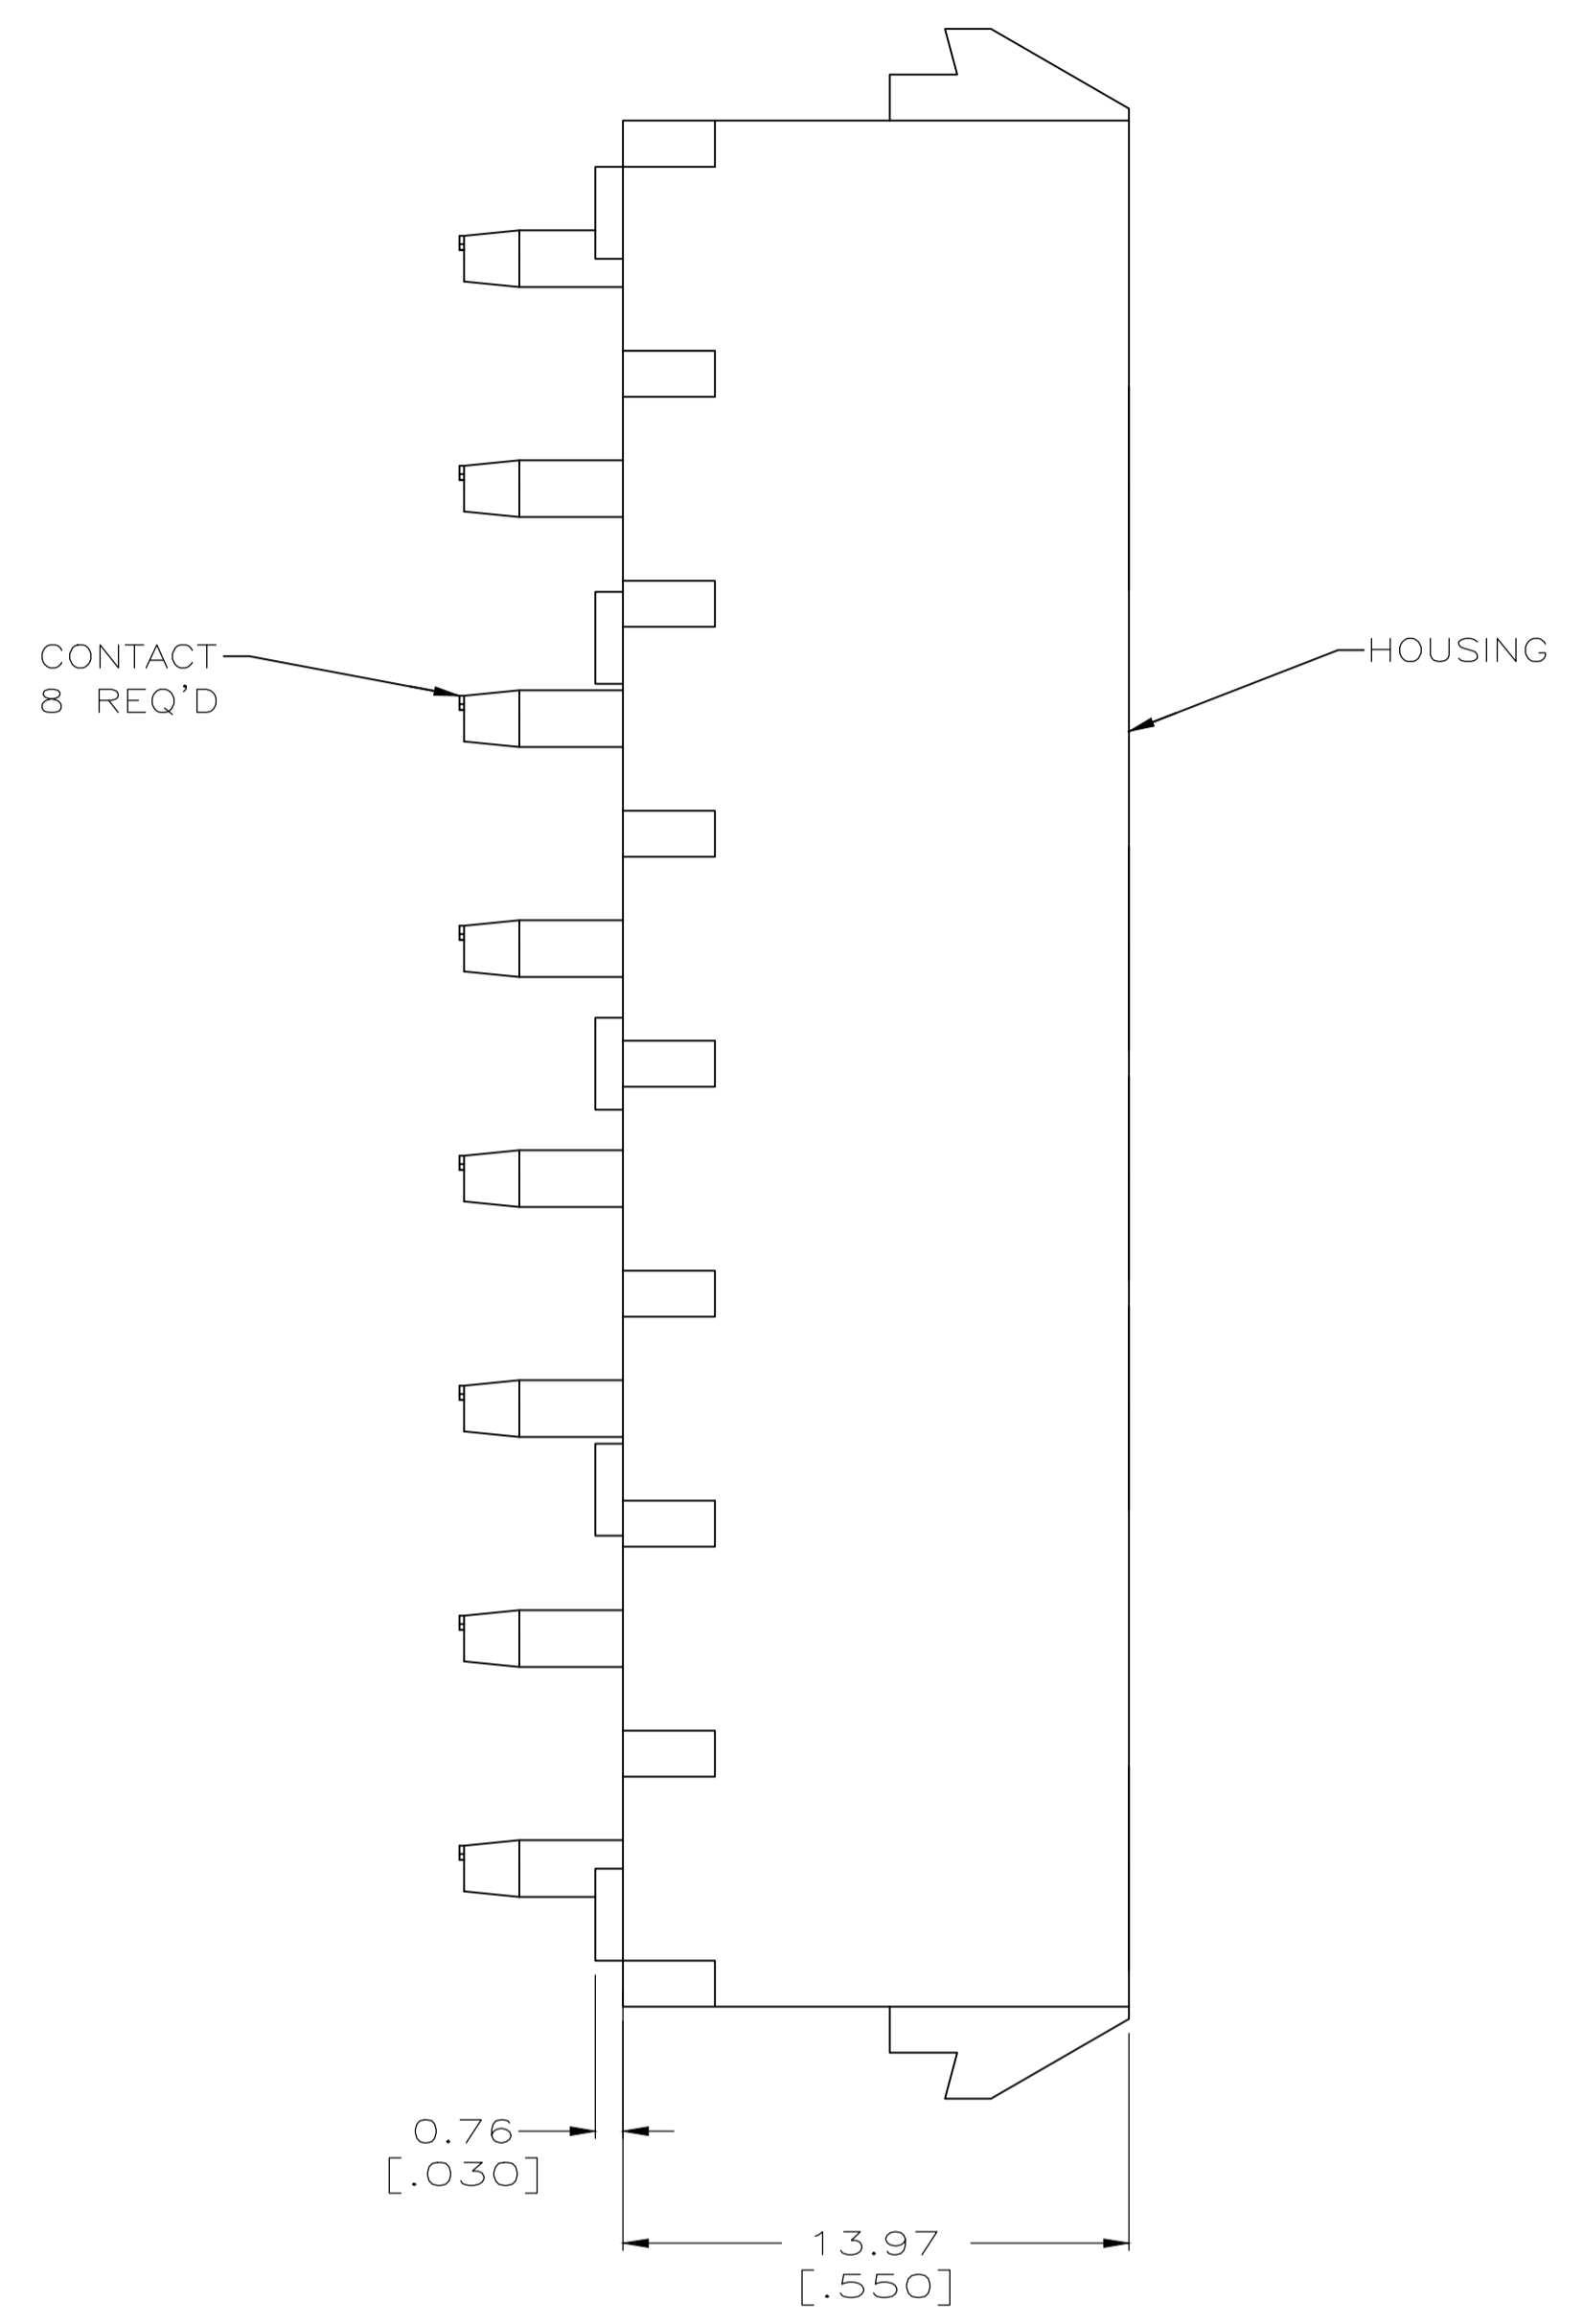 CONTACT
8 REQ'D
HOUSING
0.76
[.030]
13.97
[.550]